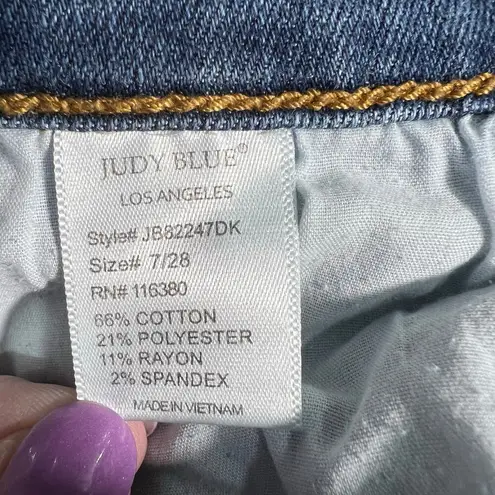 JUDY BLUE®
LOS ANGELES
Style# JB82247DK
Size# 7/28
RN# 116380
66% COTTON
21% POLYESTER
11% RAYON
2% SPANDEX
MADE IN VIETNAM